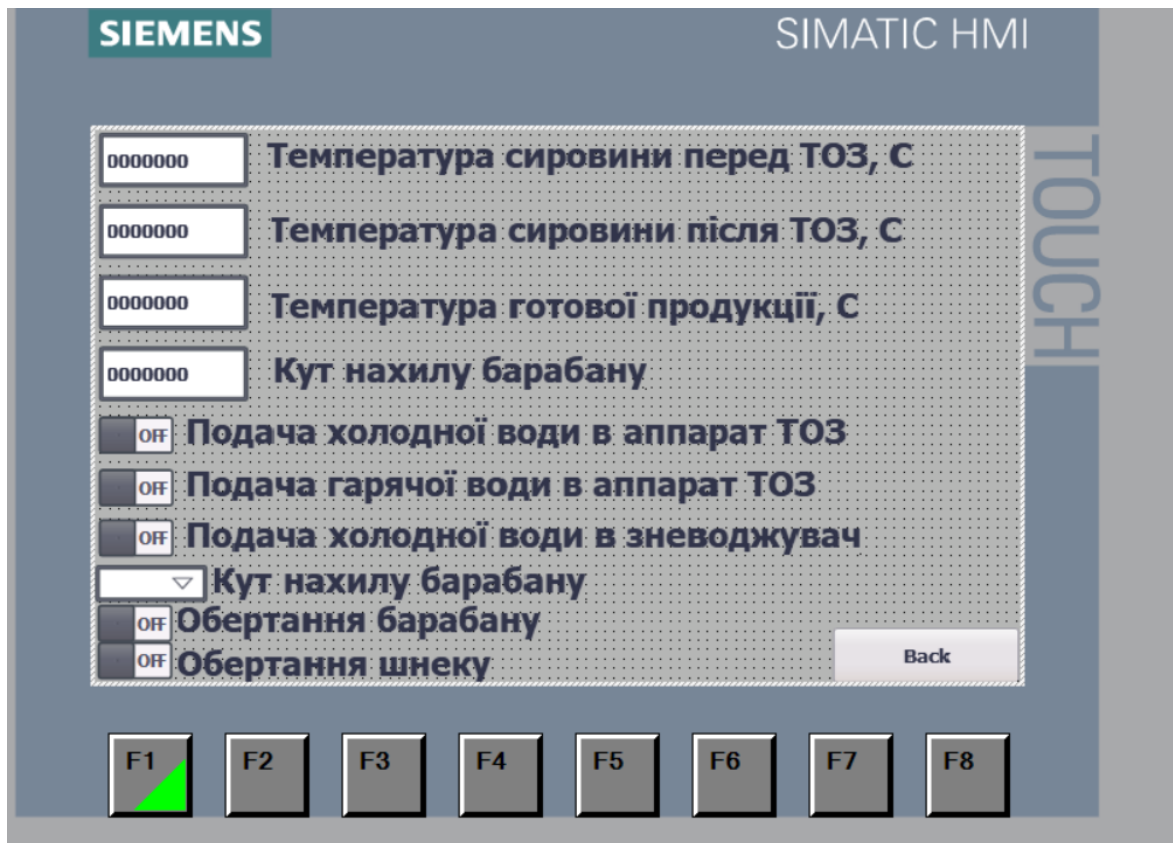 SIEMENS
SIMATIC HMI
TOUCH
0000000 Температура сировини перед ТОЗ, С
0000000 Температура сировини після ТОЗ, С
0000000 Температура готової продукції, С
0000000 Кут нахилу барабану
OFF Подача холодної води в аппарат ТОЗ
OFF Подача гарячої води в аппарат ТОЗ
OFF Подача холодної води в зневоджувач
Кут нахилу барабану
OFF Обертання барабану
OFF Обертання шнеку
Back
F1 F2 F3 F4 F5 F6 F7 F8